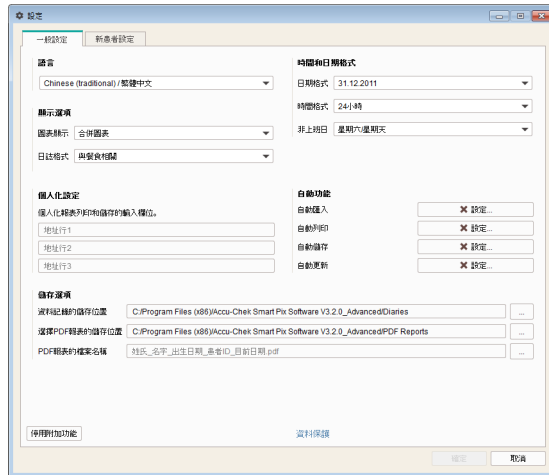 設定
一般設定 新患者設定
語言
Chinese (traditional) / 繁體中文
顯示選項
圖表顯示 合併圖表
日誌格式 與餐食相關
時間和日期格式
日期格式 31.12.2011
時間格式 24小時
非上班日 星期六/星期天
個人化設定
個人化報表列印和儲存的輸入欄位。
地址行1
地址行2
地址行3
自動功能
自動匯入 設定...
自動列印 設定...
自動儲存 設定...
自動更新 設定...
儲存選項
資料記錄的儲存位置 C:/Program Files (x86)/Accu-Chek Smart Pix Software V3.2.0_Advanced/Diaries ...
選擇PDF報表的儲存位置 C:/Program Files (x86)/Accu-Chek Smart Pix Software V3.2.0_Advanced/PDF Reports ...
PDF報表的檔案名稱 姓氏_名字_出生日期_患者ID_目前日期.pdf ...
停用附加功能 資料保護
確定 取消